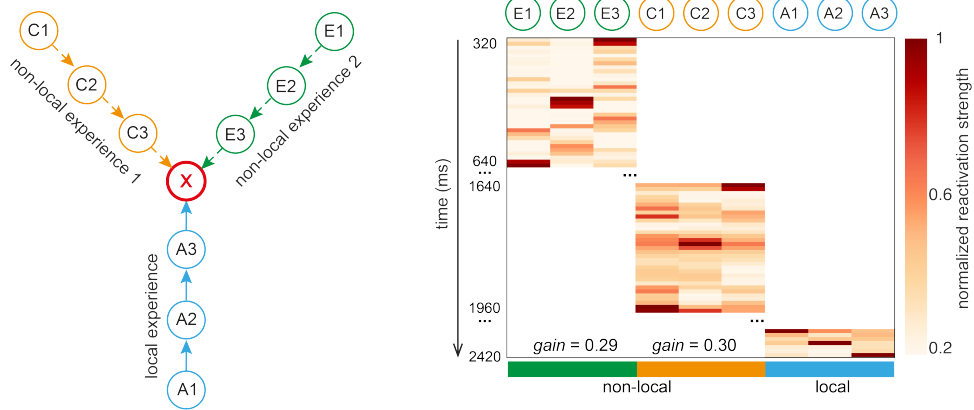 C1
C2
C3
E1
E2
E3
X
A3
A2
A1
non-local experience 1
non-local experience 2
local experience
E1 E2 E3 C1 C2 C3 A1 A2 A3
time (ms)
320
640
...
...
1640
1960
...
...
2420
gain = 0.29
gain = 0.30
non-local
local
1
0.6
0.2
normalized reactivation strength